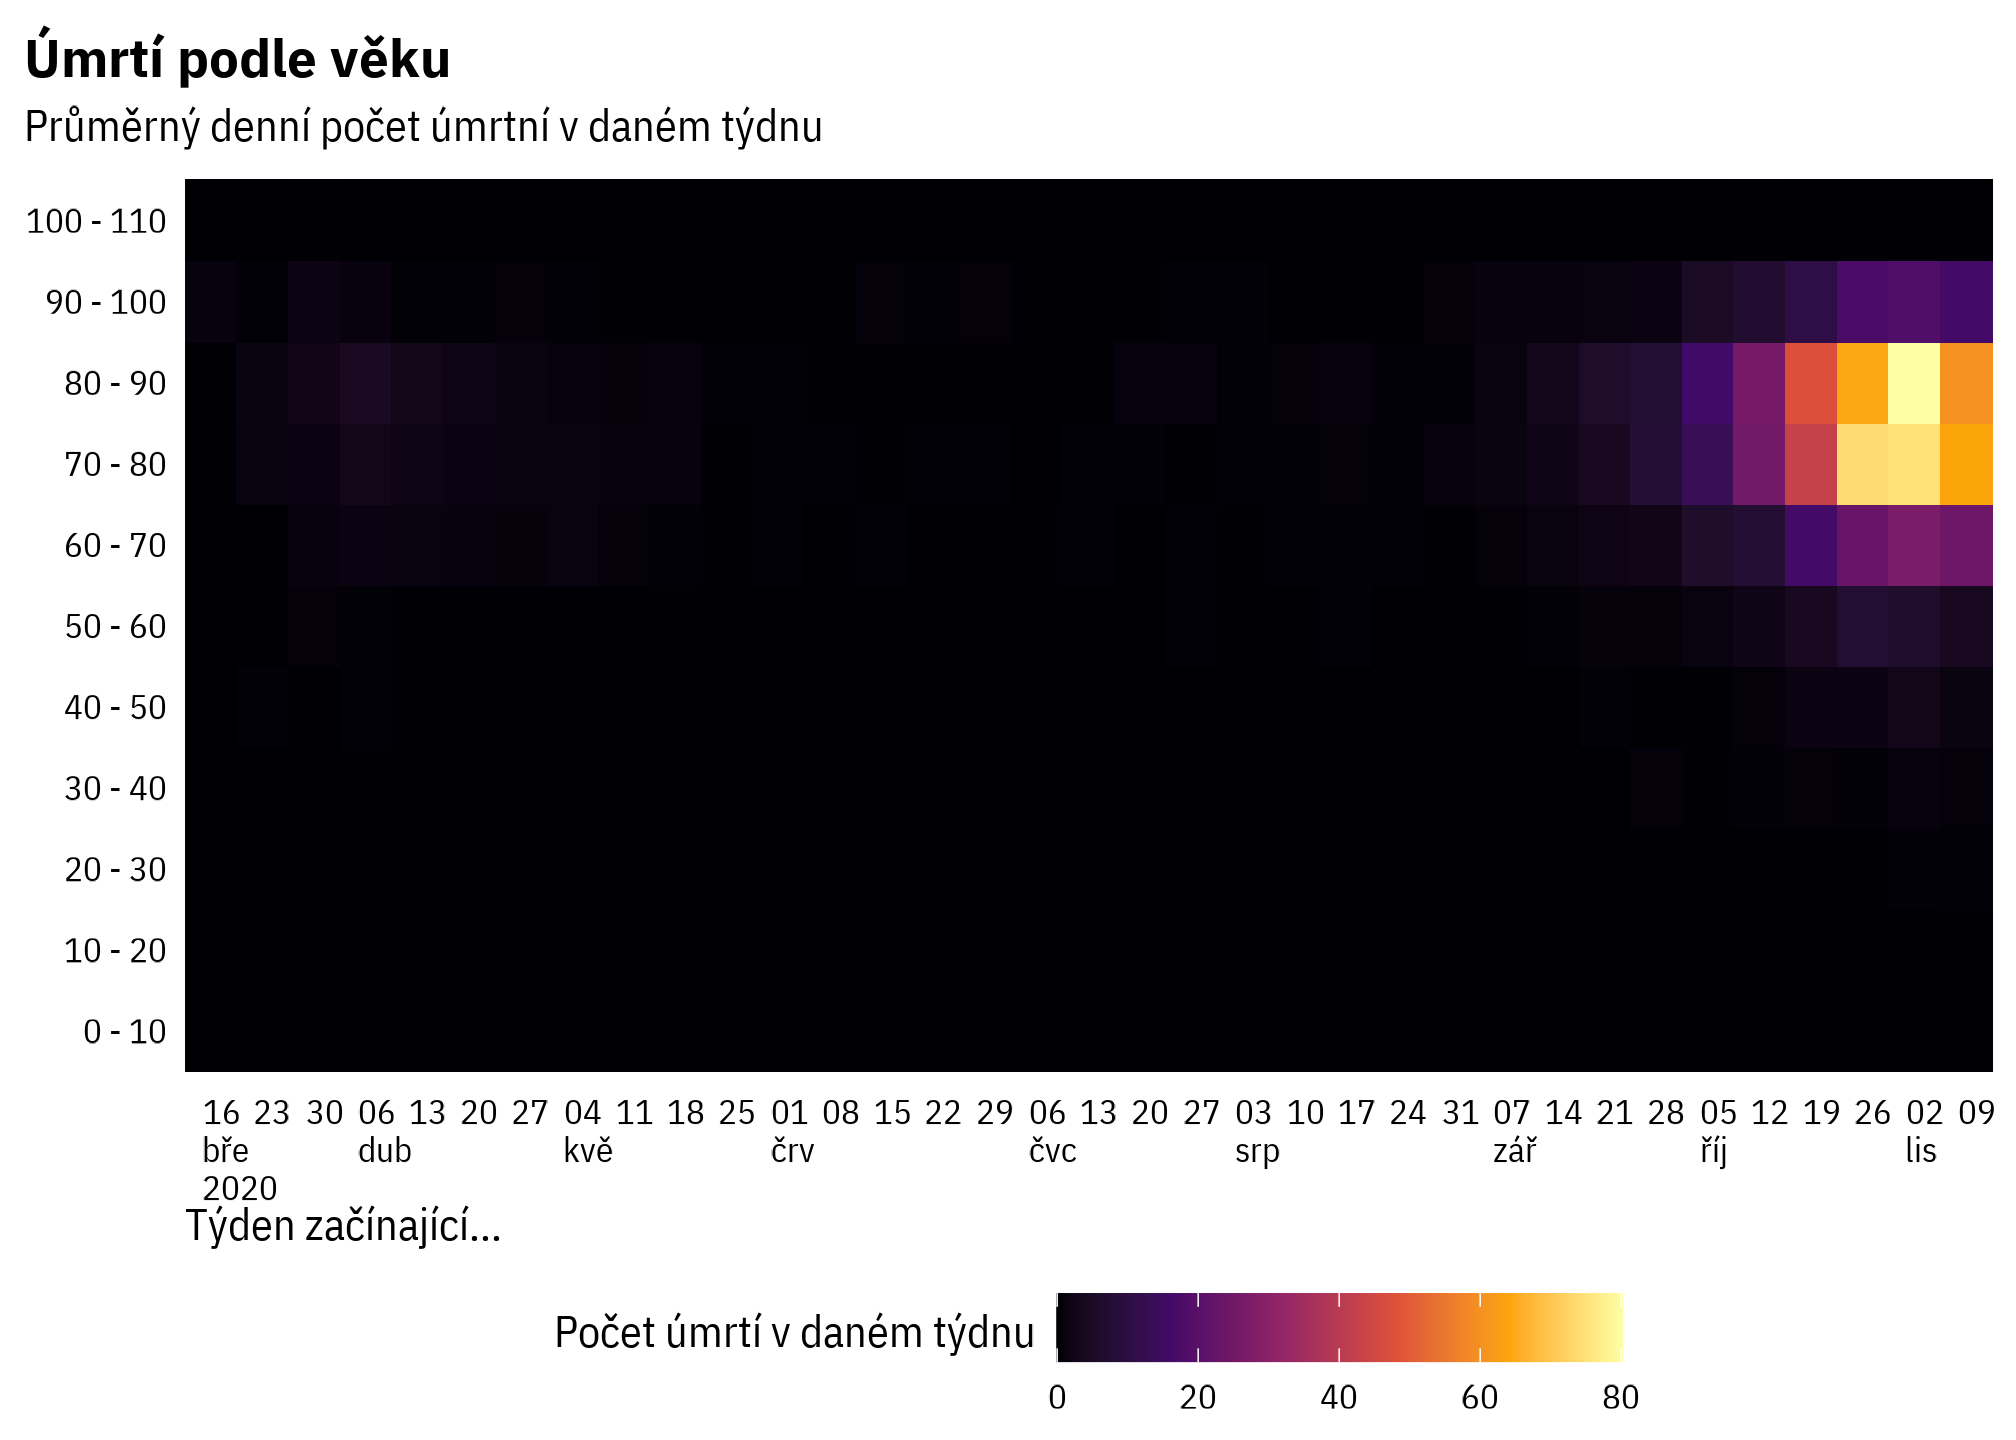 Úmrtí podle věku
Průměrný denní počet úmrtní v daném týdnu
100 - 110
90 - 100
80 - 90
70 - 80
60 - 70
50 - 60
40 - 50
30 - 40
20 - 30
10 - 20
0 - 10
16 23 30 06 13 20 27 04 11 18 25 01 08 15 22 29 06 13 20 27 03 10 17 24 31 07 14 21 28 05 12 19 26 02 09
bře dub kvě črv čvc srp zář říj lis
2020
Týden začínající...
Počet úmrtí v daném týdnu
0 20 40 60 80